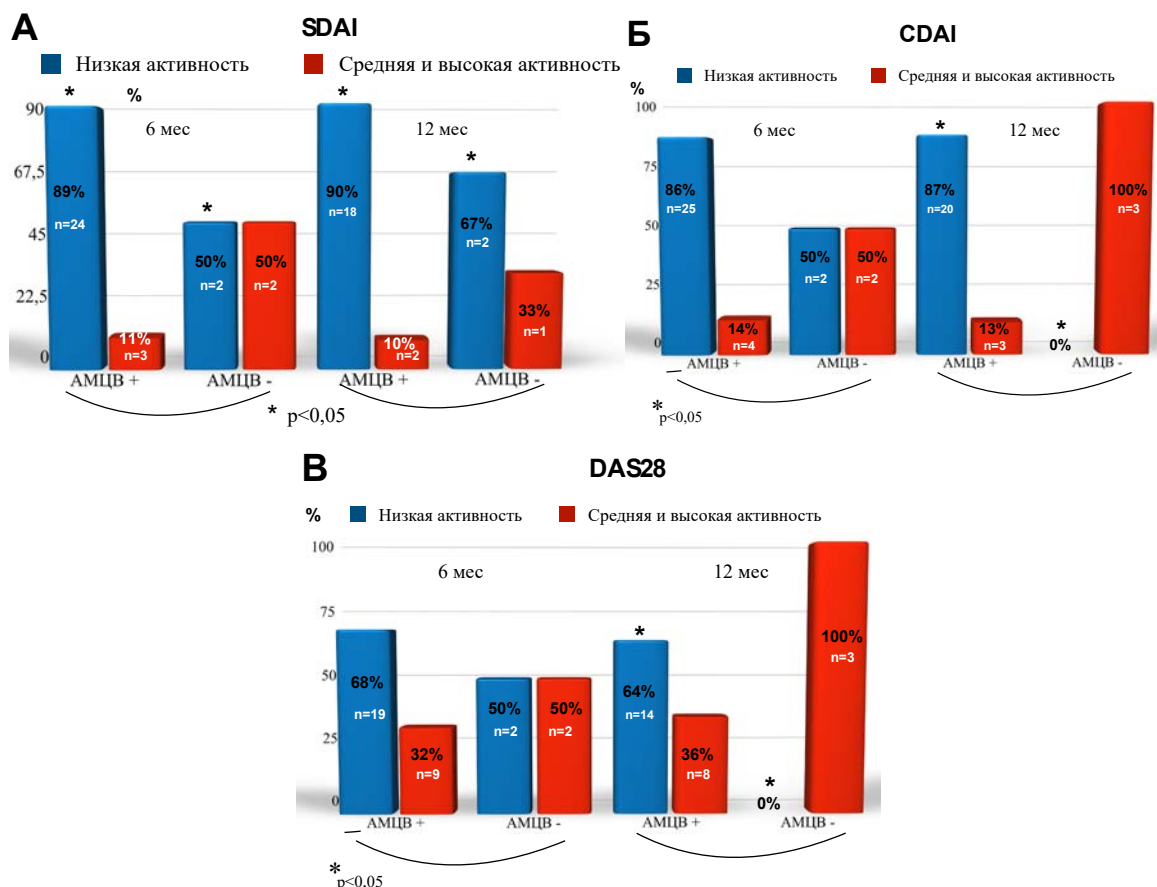 А
SDAI
Низкая активность Средняя и высокая активность
* % *
90
6 мес 12 мес
*
67,5
*
89% 90% 67%
n=24 n=18 n=2
45
50% 50%
n=2 n=2
22,5
33%
n=1
11% 10%
n=3 n=2
0
АМЦВ + АМЦВ - АМЦВ + АМЦВ -
* p<0,05
Б
CDAI
Низкая активность Средняя и высокая активность
%
100
6 мес * 12 мес
75
86% 87% 100%
n=25 n=20 n=3
50
50% 50%
n=2 n=2
25
14% 13% *
n=4 n=3 0%
0
АМЦВ + АМЦВ - АМЦВ + АМЦВ -
*
p<0,05
В
DAS28
% Низкая активность Средняя и высокая активность
100
6 мес 12 мес
75
*
100%
n=3
68% 50% 50% 64%
n=19 n=2 n=2 n=14
50
32% 36%
n=9 n=8
25
*
0%
0
АМЦВ + АМЦВ - АМЦВ + АМЦВ -
*
p<0,05